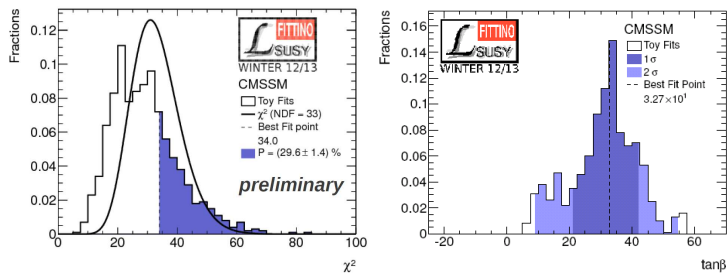 Fractions
0.12
0.1
0.08
0.06
0.04
0.02
0
0
20
40
60
80
100
χ²
FITTINO
L SUSY
WINTER 12/13
CMSSM
Toy Fits
χ² (NDF = 33)
Best Fit point
34.0
P = (29.6 ± 1.4) %
preliminary
Fractions
0.16
0.14
0.12
0.1
0.08
0.06
0.04
0.02
0
-20
0
20
40
60
tanβ
FITTINO
L SUSY
WINTER 12/13
CMSSM
Toy Fits
1 σ
2 σ
Best Fit Point
3.27×10¹